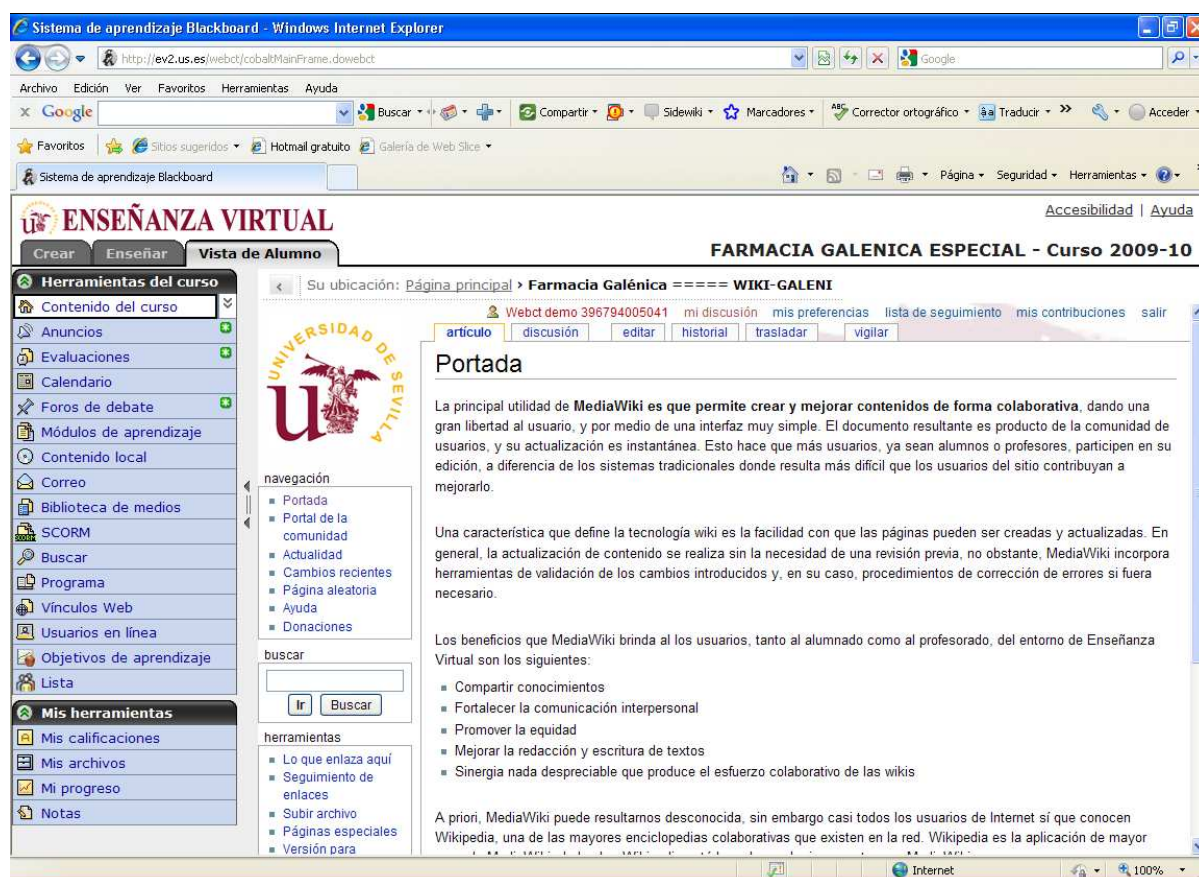 Sistema de aprendizaje Blackboard - Windows Internet Explorer
http://ev2.us.es/webct/cobaltMainFrame.dowebct
Google
Archivo Edición Ver Favoritos Herramientas Ayuda
x Google
Buscar
Compartir
Sidewiki
Marcadores
Corrector ortográfico
Traducir
Acceder
Favoritos
Sitios sugeridos
Hotmail gratuito
Galería de Web Slice
Sistema de aprendizaje Blackboard
Página
Seguridad
Herramientas
ENSEÑANZA VIRTUAL
Accesibilidad | Ayuda
Crear Enseñar Vista de Alumno
FARMACIA GALENICA ESPECIAL - Curso 2009-10
Herramientas del curso
Contenido del curso
Anuncios
Evaluaciones
Calendario
Foros de debate
Módulos de aprendizaje
Contenido local
Correo
Biblioteca de medios
SCORM
Buscar
Programa
Vínculos Web
Usuarios en línea
Objetivos de aprendizaje
Lista
Mis herramientas
Mis calificaciones
Mis archivos
Mi progreso
Notas
Su ubicación: Página principal › Farmacia Galénica ===== WIKI-GALENI
UNIVERSIDAD DE SEVILLA
navegación
Portada
Portal de la
comunidad
Actualidad
Cambios recientes
Página aleatoria
Ayuda
Donaciones
buscar
Ir Buscar
herramientas
Lo que enlaza aquí
Seguimiento de
enlaces
Subir archivo
Páginas especiales
Versión para
Webct demo 396794005041 mi discusión mis preferencias lista de seguimiento mis contribuciones salir
artículo discusión editar historial trasladar vigilar
Portada
La principal utilidad de MediaWiki es que permite crear y mejorar contenidos de forma colaborativa, dando una
gran libertad al usuario, y por medio de una interfaz muy simple. El documento resultante es producto de la comunidad de
usuarios, y su actualización es instantánea. Esto hace que más usuarios, ya sean alumnos o profesores, participen en su
edición, a diferencia de los sistemas tradicionales donde resulta más difícil que los usuarios del sitio contribuyan a
mejorarlo.
Una característica que define la tecnología wiki es la facilidad con que las páginas pueden ser creadas y actualizadas. En
general, la actualización de contenido se realiza sin la necesidad de una revisión previa, no obstante, MediaWiki incorpora
herramientas de validación de los cambios introducidos y, en su caso, procedimientos de corrección de errores si fuera
necesario.
Los beneficios que MediaWiki brinda al los usuarios, tanto al alumnado como al profesorado, del entorno de Enseñanza
Virtual son los siguientes:
Compartir conocimientos
Fortalecer la comunicación interpersonal
Promover la equidad
Mejorar la redacción y escritura de textos
Sinergia nada despreciable que produce el esfuerzo colaborativo de las wikis
A priori, MediaWiki puede resultarnos desconocida, sin embargo casi todos los usuarios de Internet sí que conocen
Wikipedia, una de las mayores enciclopedias colaborativas que existen en la red. Wikipedia es la aplicación de mayor
Internet
100%